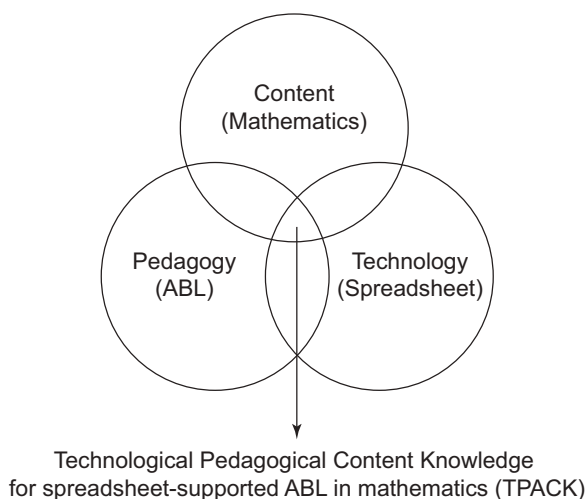 Content
(Mathematics)
Pedagogy
(ABL)
Technology
(Spreadsheet)
Technological Pedagogical Content Knowledge
for spreadsheet-supported ABL in mathematics (TPACK)